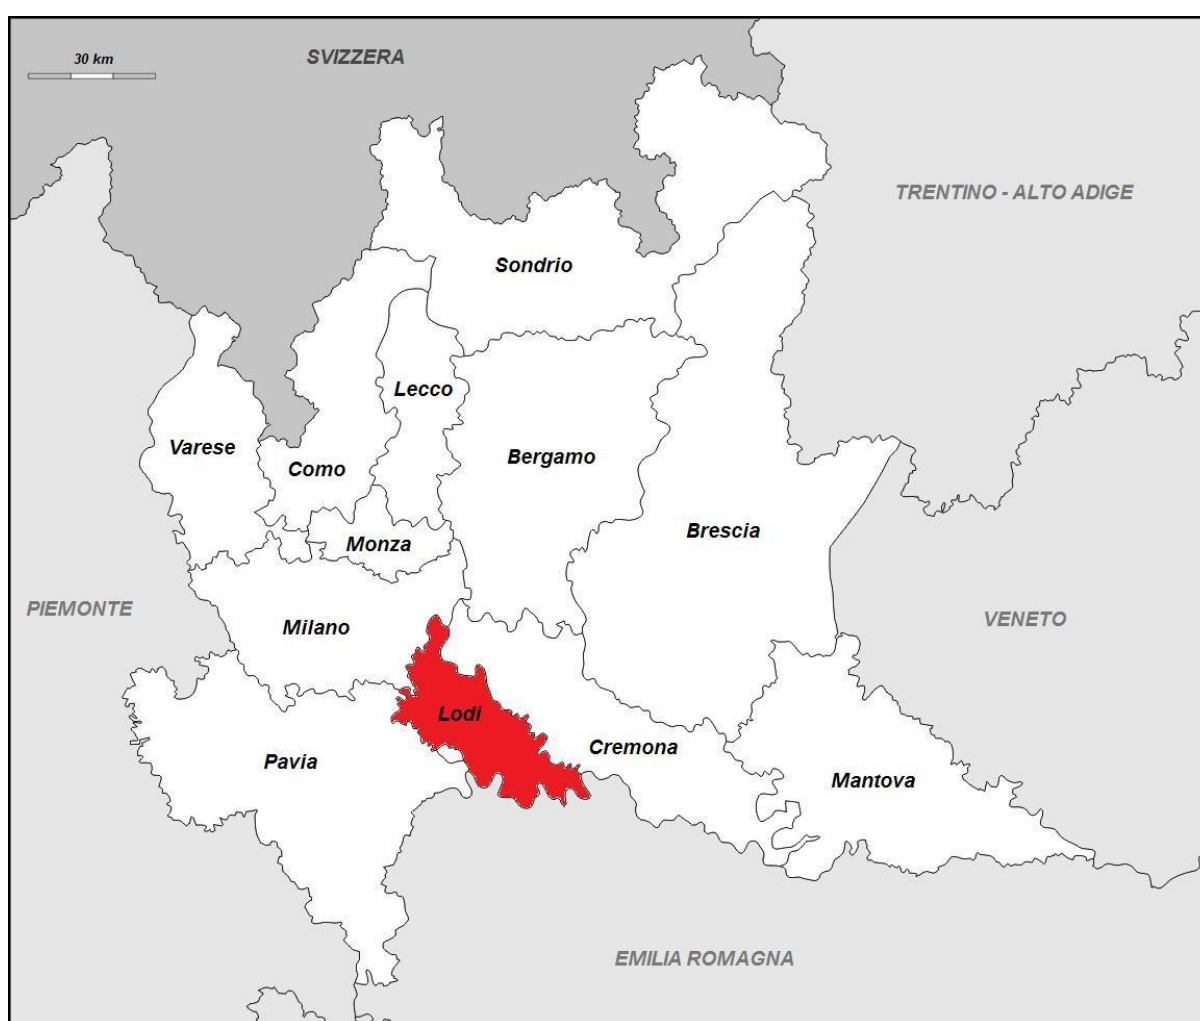 SVIZZERA
30 km
TRENTINO - ALTO ADIGE
Sondrio
Lecco
Varese
Bergamo
Como
Brescia
Monza
PIEMONTE
VENETO
Milano
Lodi
Cremona
Pavia
Mantova
EMILIA ROMAGNA